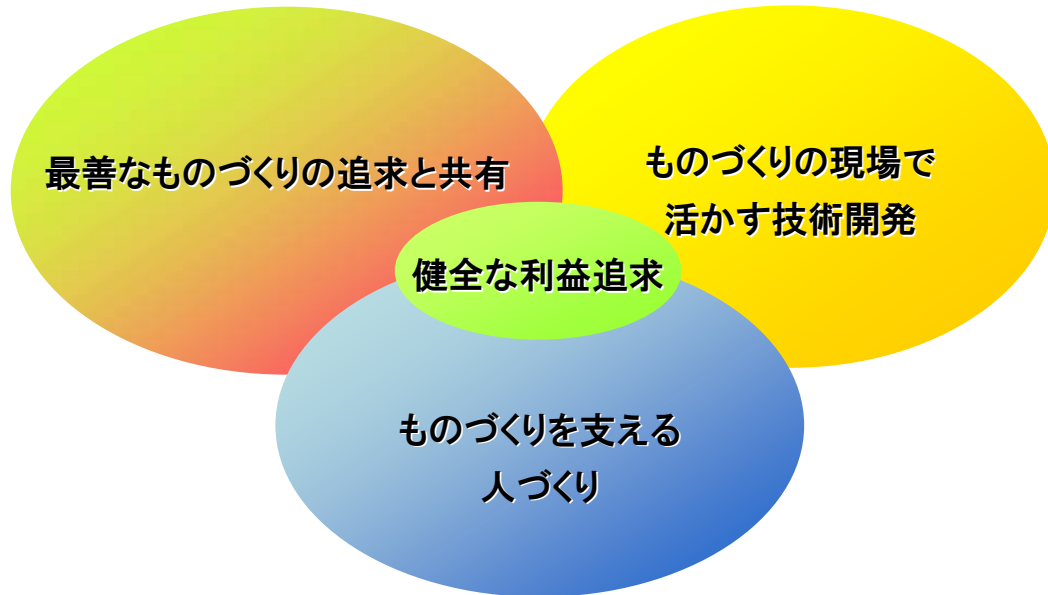 最善なものづくりの追求と共有
ものづくりの現場で
活かす技術開発
健全な利益追求
ものづくりを支える
人づくり